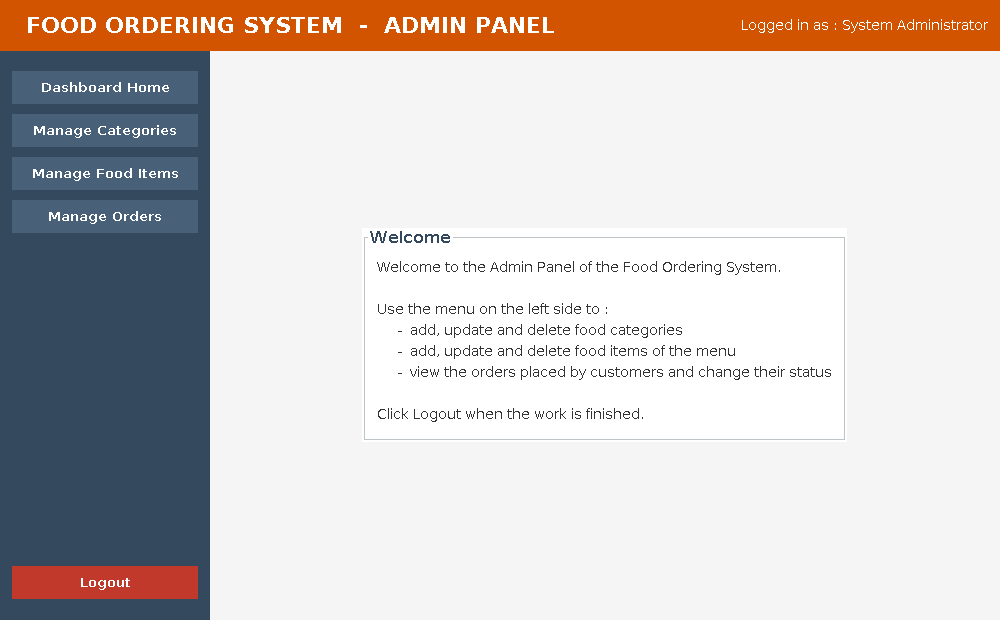 FOOD ORDERING SYSTEM - ADMIN PANEL
Logged in as : System Administrator
Dashboard Home
Manage Categories
Manage Food Items
Manage Orders
Logout
Welcome
Welcome to the Admin Panel of the Food Ordering System.
Use the menu on the left side to :
- add, update and delete food categories
- add, update and delete food items of the menu
- view the orders placed by customers and change their status
Click Logout when the work is finished.